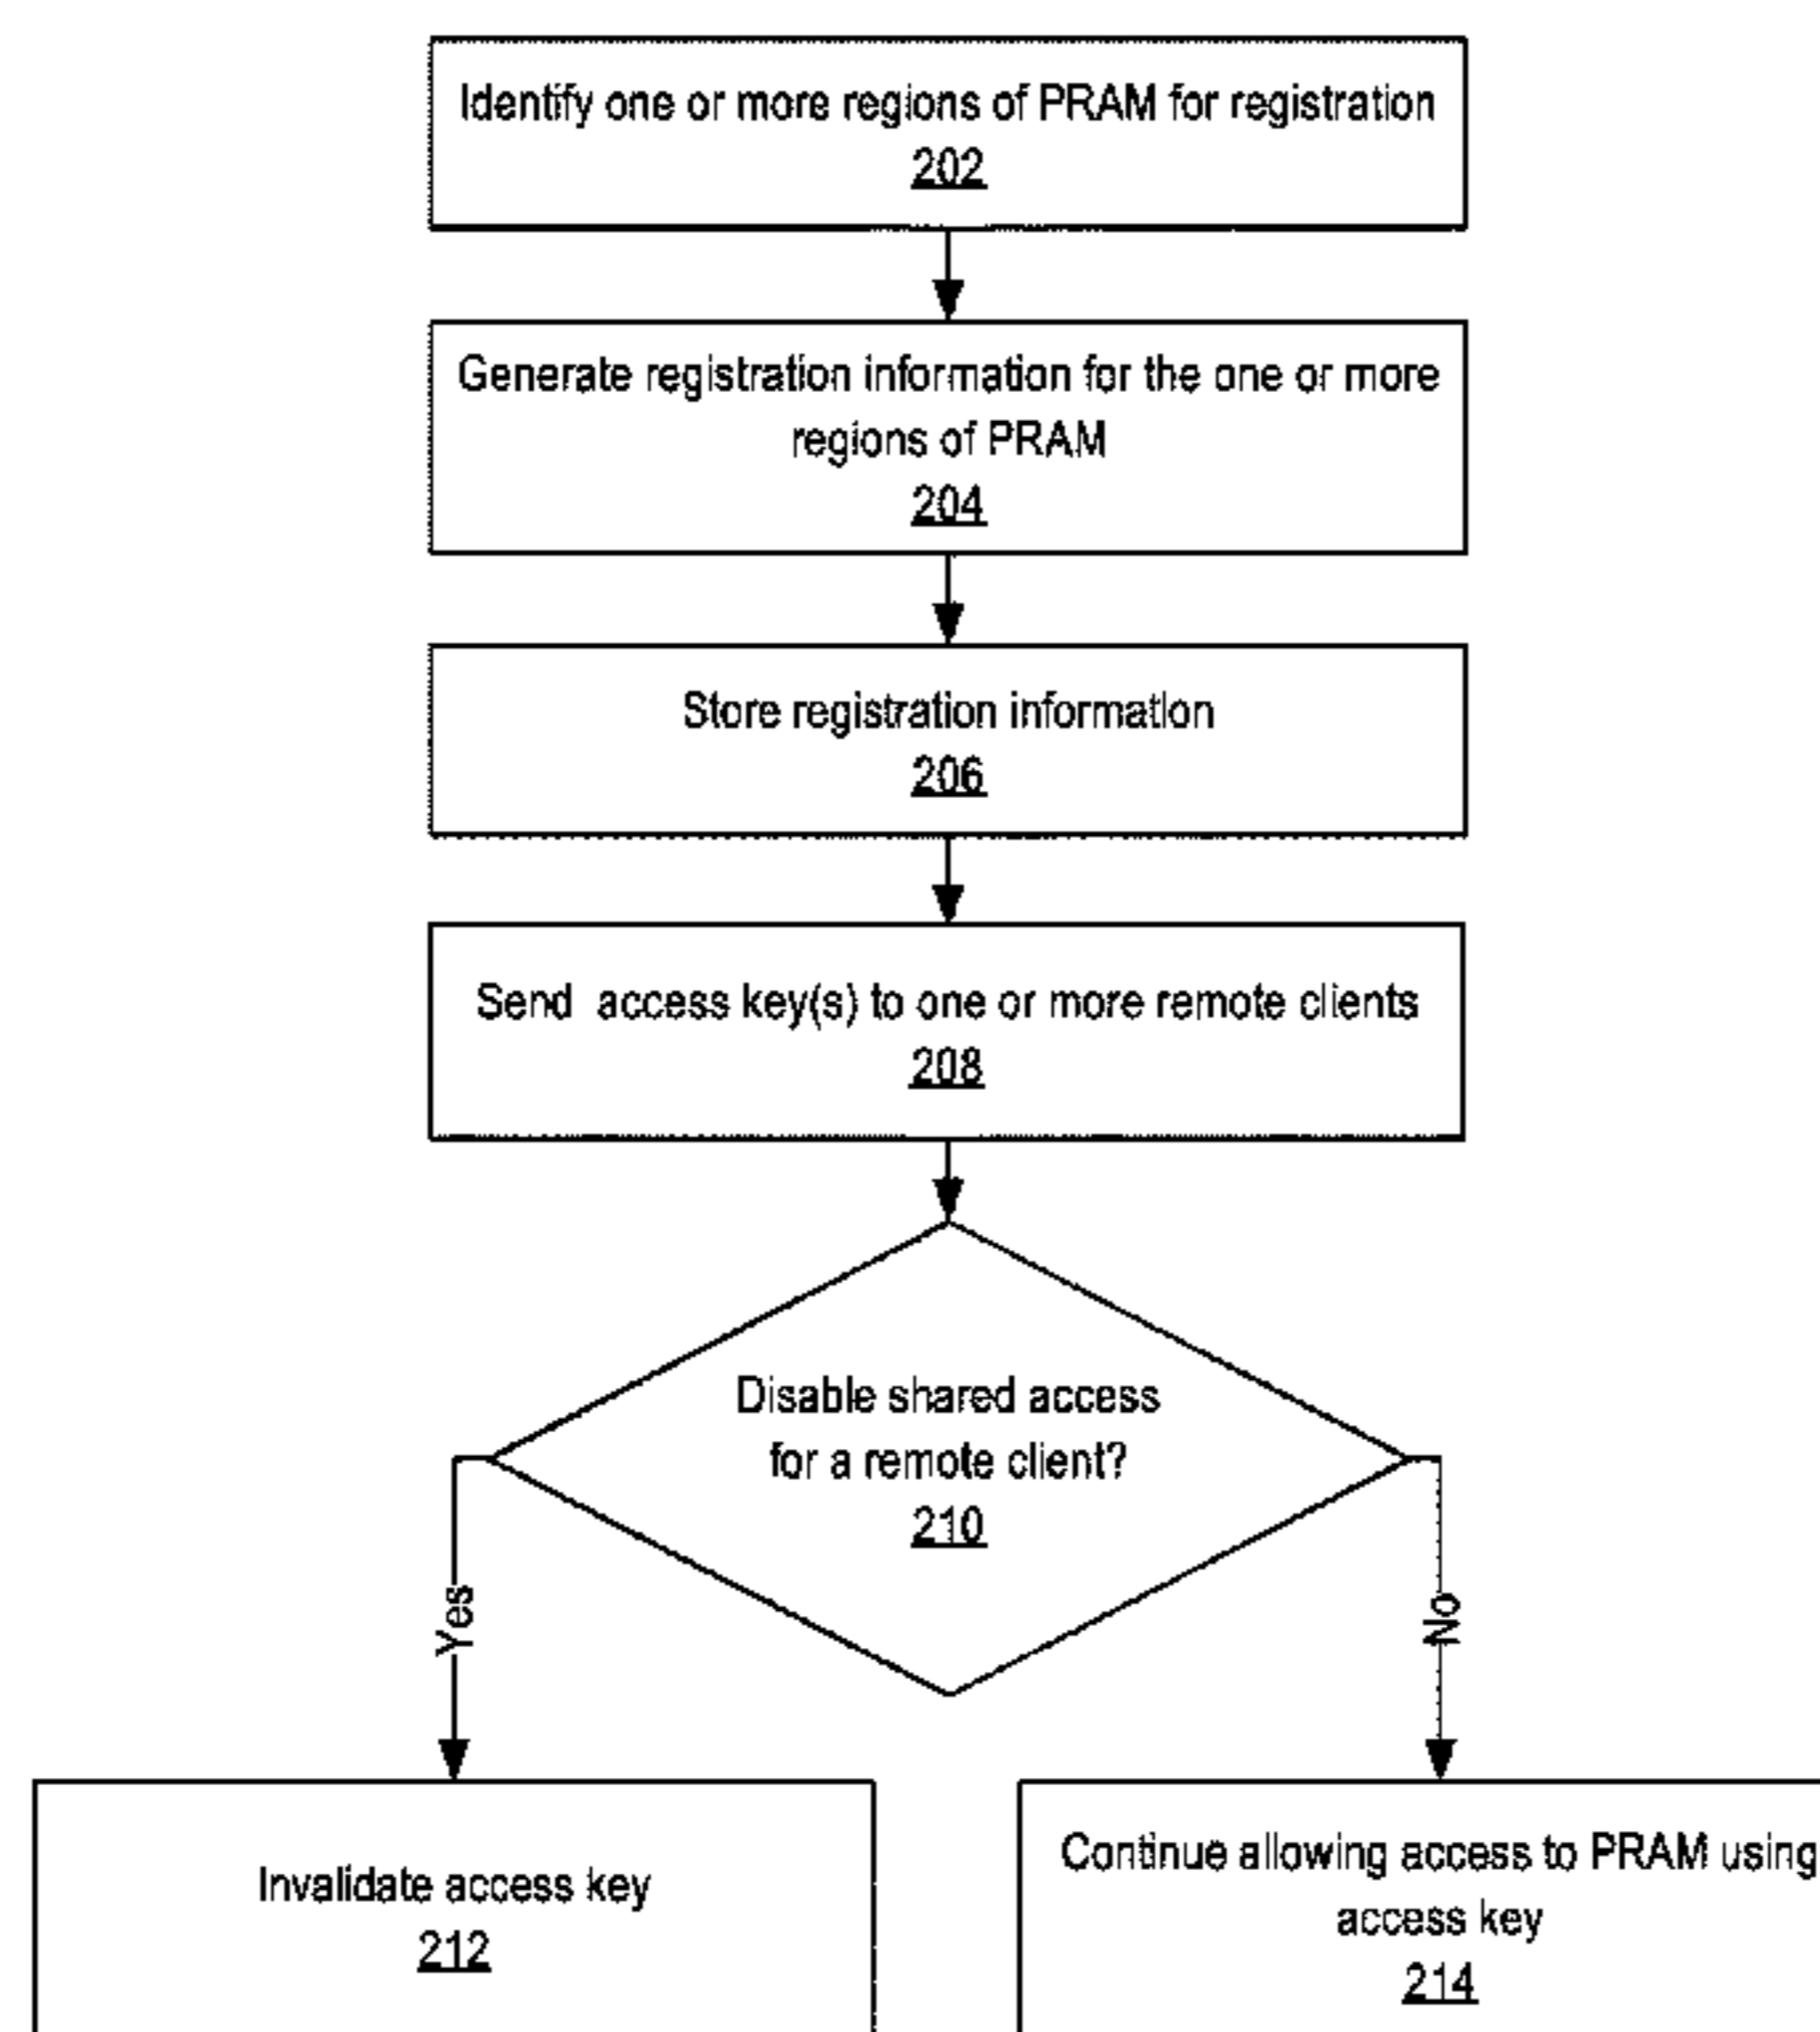 Identify one or more regions of PRAM for registration
202
Generate registration information for the one or more
regions of PRAM
204
Store registration information
206
Send access key(s) to one or more remote clients
208
Disable shared access
for a remote client?
210
Yes
No
Invalidate access key
212
Continue allowing access to PRAM using
access key
214